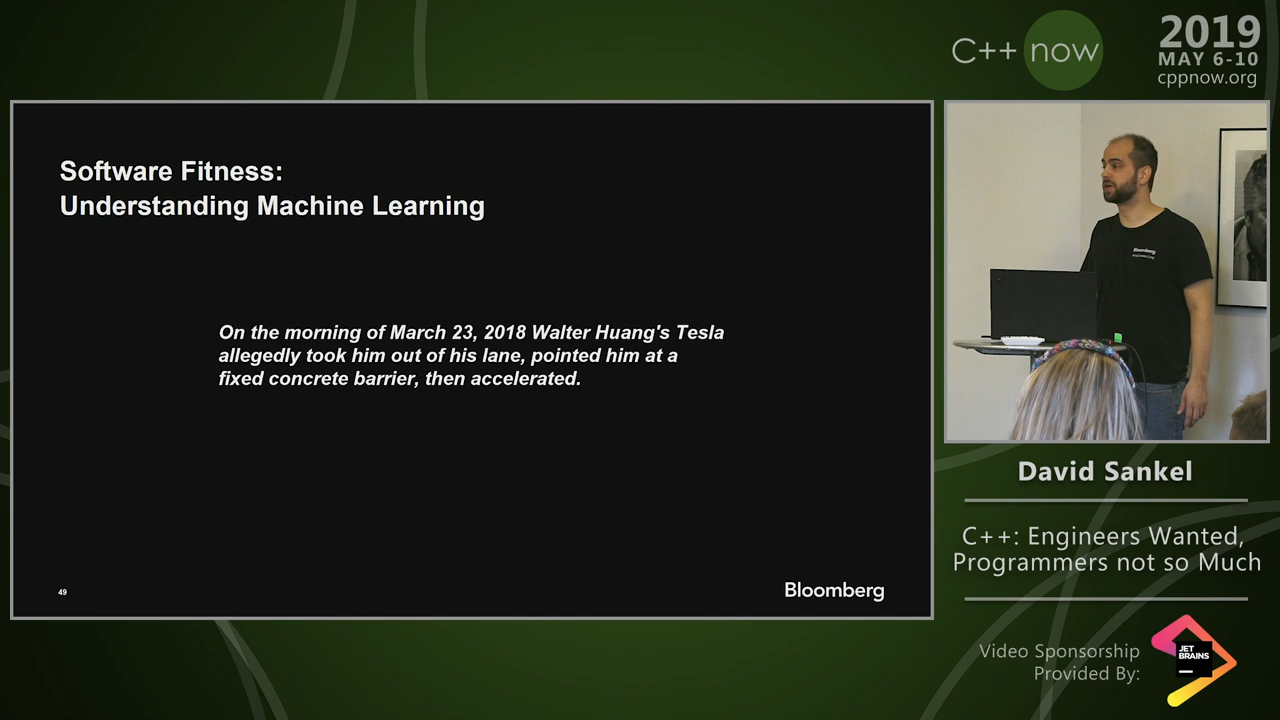 C++ now
2019
MAY 6-10
cppnow.org
Software Fitness:
Understanding Machine Learning
On the morning of March 23, 2018 Walter Huang's Tesla
allegedly took him out of his lane, pointed him at a
fixed concrete barrier, then accelerated.
49
Bloomberg
Bloomberg
David Sankel
C++: Engineers Wanted,
Programmers not so Much
Video Sponsorship
Provided By:
JET
BRAINS